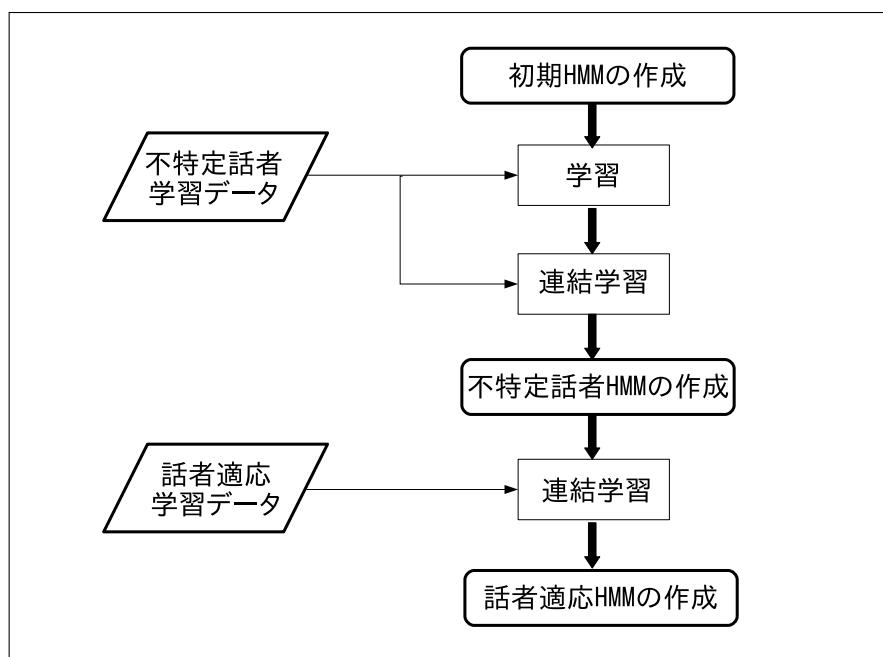 初期HMMの作成
不特定話者
学習データ
学習
連結学習
不特定話者HMMの作成
話者適応
学習データ
連結学習
話者適応HMMの作成